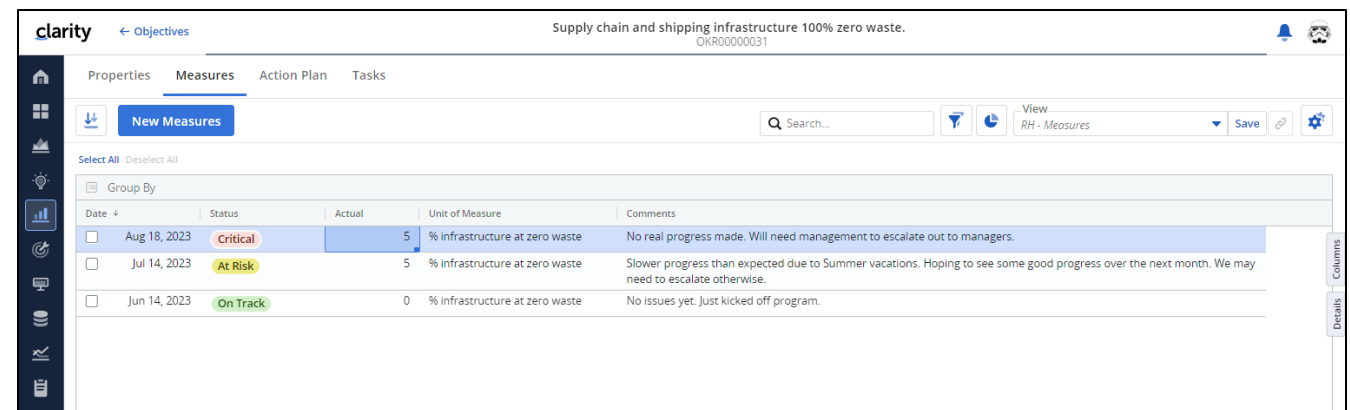 clarity
← Objectives
Supply chain and shipping infrastructure 100% zero waste.
OKR00000031
Properties Measures Action Plan Tasks
New Measures
Search...
View
RH - Measures
Save
Select All Deselect All
Group By
Date ↓ Status Actual Unit of Measure Comments
Aug 18, 2023 Critical 5 % infrastructure at zero waste No real progress made. Will need management to escalate out to managers.
Jul 14, 2023 At Risk 5 % infrastructure at zero waste Slower progress than expected due to Summer vacations. Hoping to see some good progress over the next month. We may
need to escalate otherwise.
Jun 14, 2023 On Track 0 % infrastructure at zero waste No issues yet. Just kicked off program.
Columns
Details